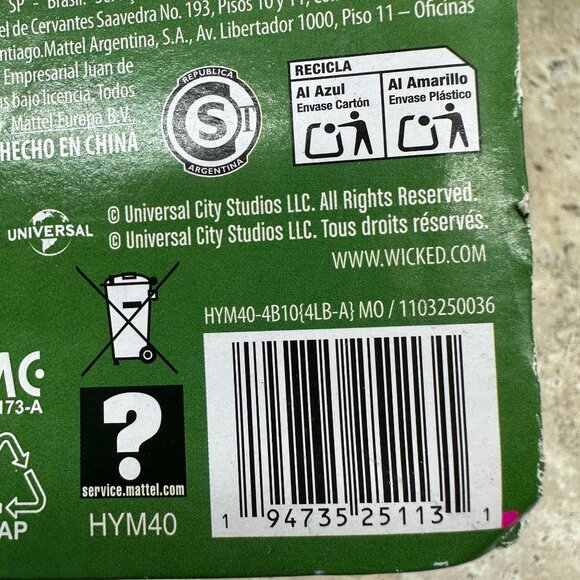 SP - Brasil.
el de Cervantes Saavedra No. 193, Pisos 10 y 11,
ntiago. Mattel Argentina, S.A., Av. Libertador 1000, Piso 11 – Oficinas
Empresarial Juan de
s bajo licencia. Todos
Mattel Europa B.V.,
HECHO EN CHINA
REPUBLICA
S
ARGENTINA
RECICLA
Al Azul
Envase Cartón
Al Amarillo
Envase Plástico
UNIVERSAL
© Universal City Studios LLC. All Rights Reserved.
© Universal City Studios LLC. Tous droits réservés.
WWW.WICKED.COM
HYM40-4B10{4LB-A} MO / 1103250036
173-A
?
service.mattel.com
HYM40
AP
1 94735 25113 1